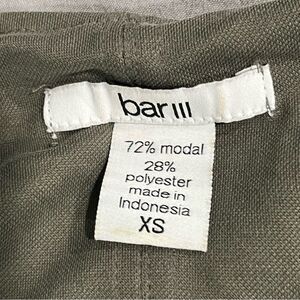 bar III
72% modal
28%
polyester
made in
Indonesia
XS